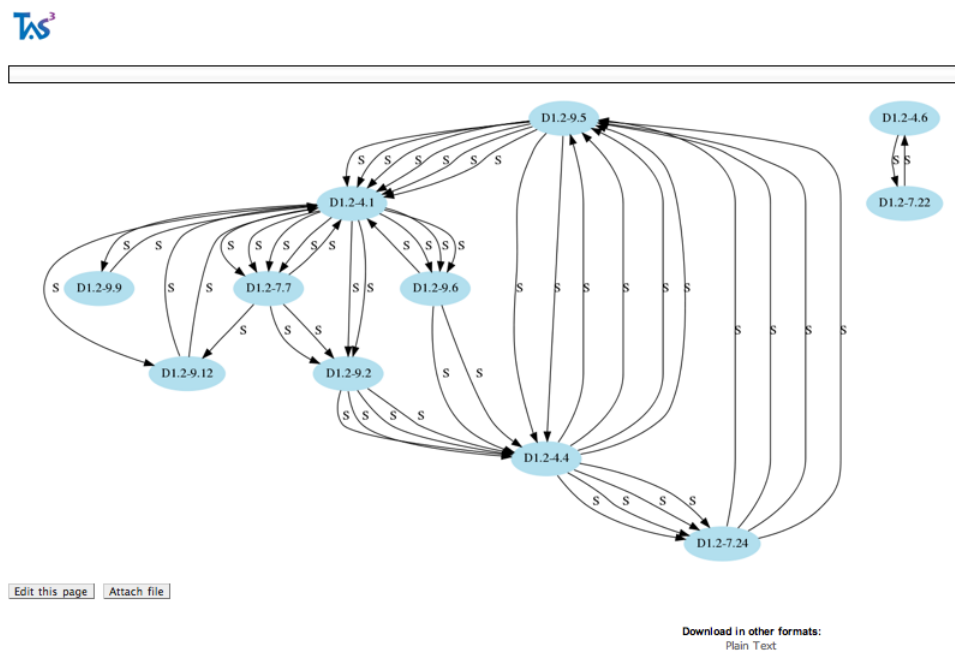 TAS³
D1.2-9.5 D1.2-4.6
S S S S S S S S
D1.2-4.1 D1.2-7.22
S S S S S S S S S S S
S D1.2-9.9 S S D1.2-7.7 S S D1.2-9.6 S S S S S S
S S S S S S S
D1.2-9.12 D1.2-9.2 S S
S S S S
D1.2-4.4
S S S S
D1.2-7.24
Edit this page Attach file
Download in other formats:
Plain Text